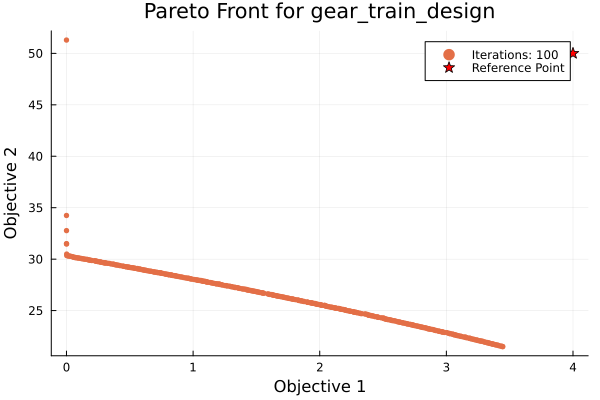 Pareto Front for gear_train_design
Iterations: 100
Reference Point
Objective 2
50
45
40
35
30
25
0 1 2 3 4
Objective 1